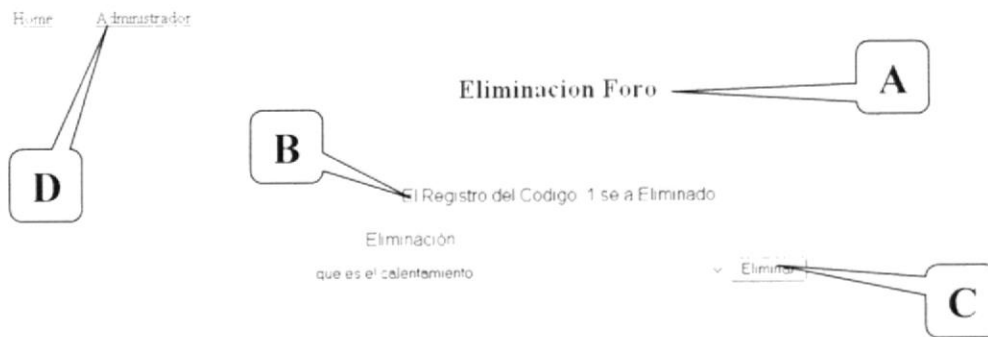 Home Administrador
A
Eliminacion Foro
B
D
El Registro del Codigo 1 se a Eliminado
Eliminación
que es el calentamiento Eliminar
C